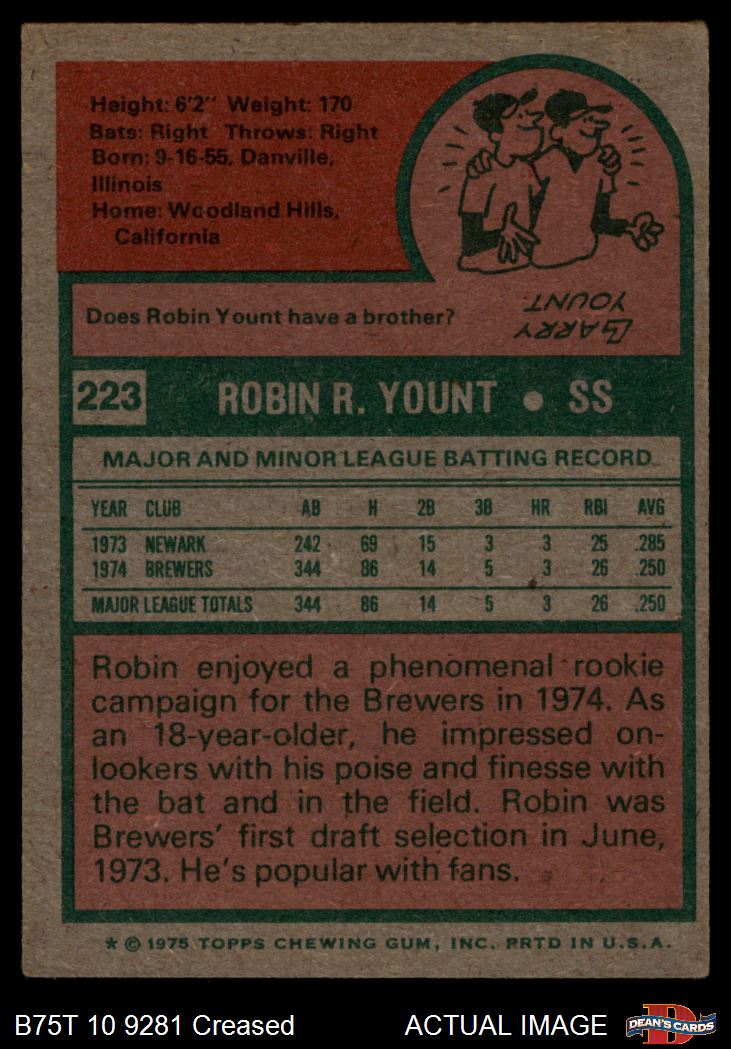 Height: 6'2" Weight: 170
Bats: Right Throws: Right
Born: 9-16-55, Danville,
Illinois
Home: Woodland Hills,
California
Does Robin Yount have a brother?
LARRY
YOUNT
223 ROBIN R. YOUNT • SS
MAJOR AND MINOR LEAGUE BATTING RECORD
YEAR CLUB AB H 2B 3B HR RBI AVG
1973 NEWARK 242 69 15 3 3 25 .285
1974 BREWERS 344 86 14 5 3 26 .250
MAJOR LEAGUE TOTALS 344 86 14 5 3 26 .250
Robin enjoyed a phenomenal rookie
campaign for the Brewers in 1974. As
an 18-year-older, he impressed on-
lookers with his poise and finesse with
the bat and in the field. Robin was
Brewers' first draft selection in June,
1973. He's popular with fans.
* © 1975 TOPPS CHEWING GUM, INC. PRTD IN U.S.A.
B75T 10 9281 Creased ACTUAL IMAGE D DEAN'S CARDS